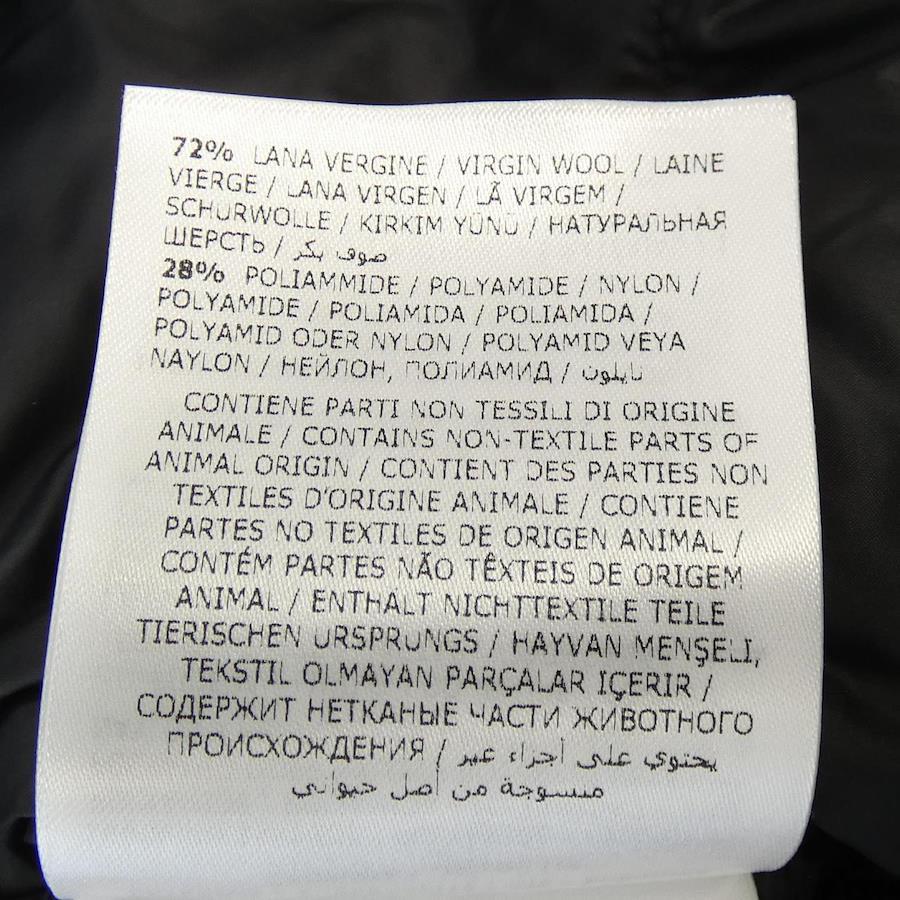 72% LANA VERGINE / VIRGIN WOOL / LAINE
VIERGE / LANA VIRGEN / LÃ VIRGEM /
SCHURWOLLE / KIRKIM YÜNÜ / НАТУРАЛЬНАЯ
ШЕРСТЬ / صوف بكر
28% POLIAMMIDE / POLYAMIDE / NYLON /
POLYAMIDE / POLIAMIDA / POLIAMIDA /
POLYAMID ODER NYLON / POLYAMID VEYA
NAYLON / НЕЙЛОН, ПОЛИАМИД / نايلون
CONTIENE PARTI NON TESSILI DI ORIGINE
ANIMALE / CONTAINS NON-TEXTILE PARTS OF
ANIMAL ORIGIN / CONTIENT DES PARTIES NON
TEXTILES D'ORIGINE ANIMALE / CONTIENE
PARTES NO TEXTILES DE ORIGEN ANIMAL /
CONTÉM PARTES NÃO TÊXTEIS DE ORIGEM
ANIMAL / ENTHALT NICHTTEXTILE TEILE
TIERISCHEN URSPRUNGS / HAYVAN MENŞELI,
TEKSTIL OLMAYAN PARÇALAR IÇERIR /
СОДЕРЖИТ НЕТКАНЫЕ ЧАСТИ ЖИВОТНОГО
ПРОИСХОЖДЕНИЯ / يحتوي على أجزاء غير
منسوجة من أصل حيواني